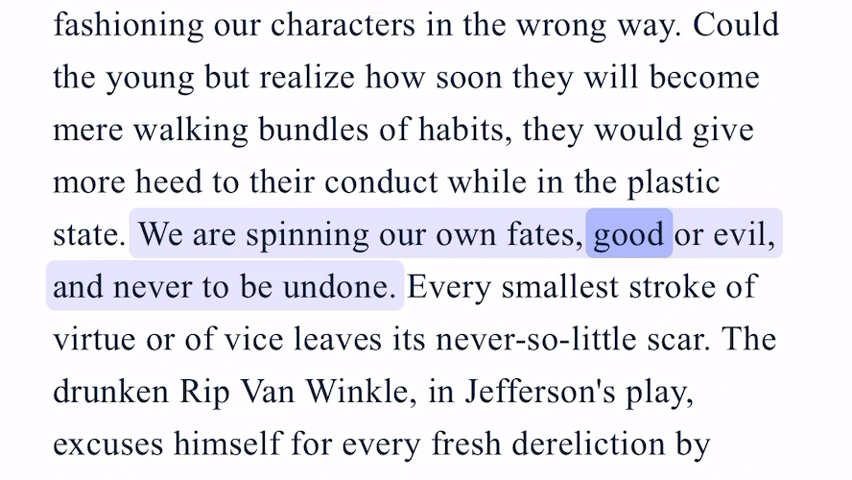 fashioning our characters in the wrong way. Could
the young but realize how soon they will become
mere walking bundles of habits, they would give
more heed to their conduct while in the plastic
state. We are spinning our own fates, good or evil,
and never to be undone. Every smallest stroke of
virtue or of vice leaves its never-so-little scar. The
drunken Rip Van Winkle, in Jefferson's play,
excuses himself for every fresh dereliction by